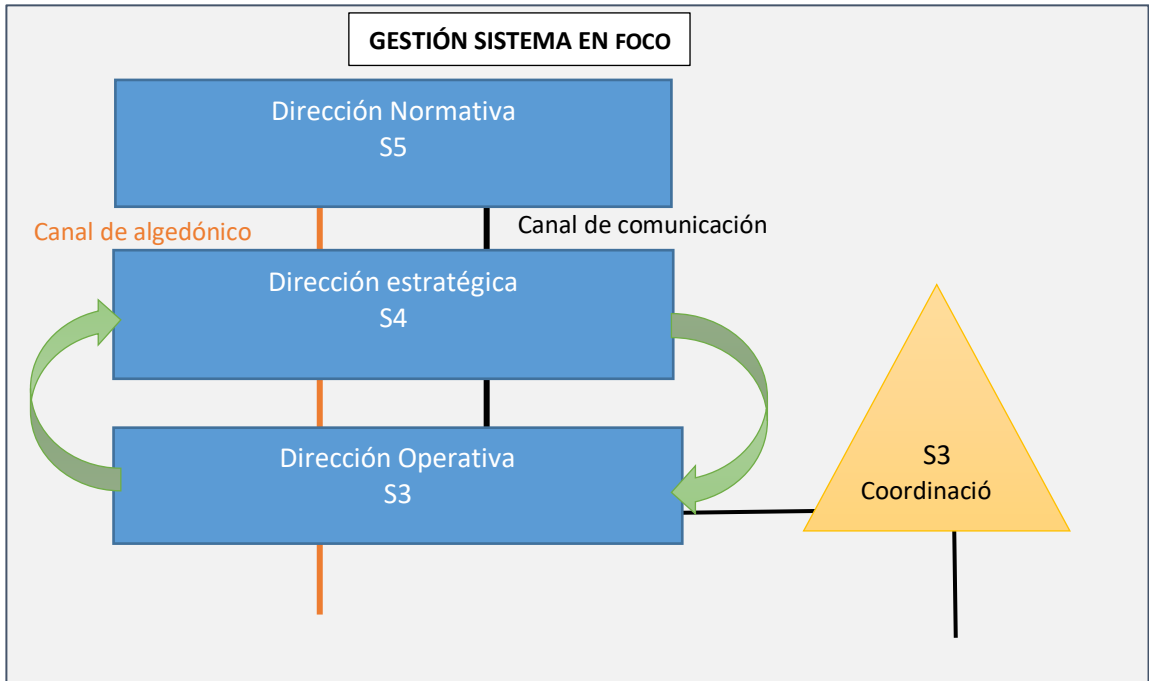 GESTIÓN SISTEMA EN FOCO
Dirección Normativa
S5
Canal de algedónico
Canal de comunicación
Dirección estratégica
S4
Dirección Operativa
S3
S3
Coordinació